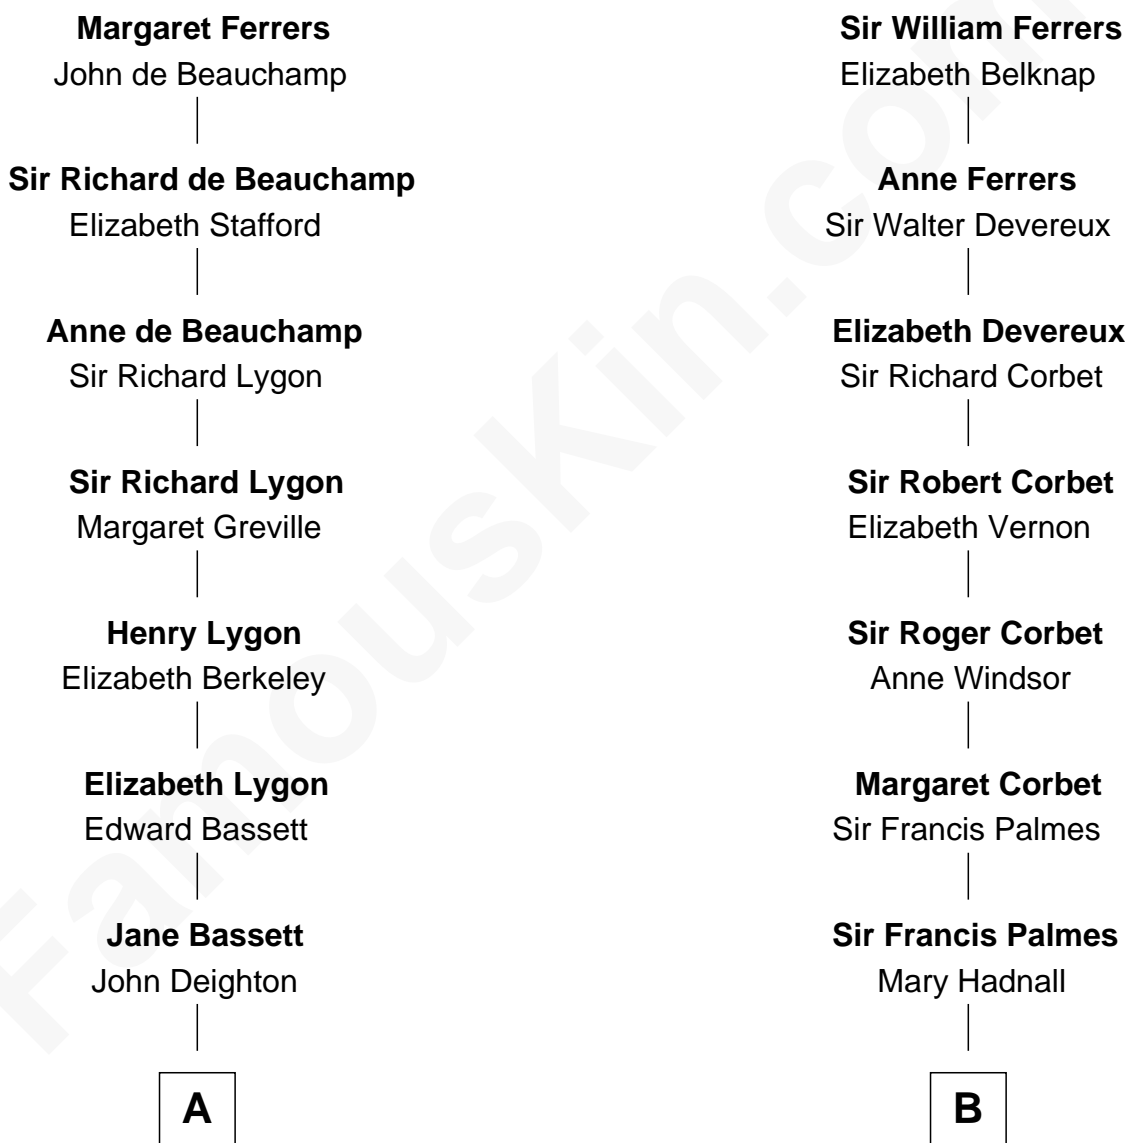 Margaret Ferrers
John de Beauchamp
Sir Richard de Beauchamp
Elizabeth Stafford
Anne de Beauchamp
Sir Richard Lygon
Sir Richard Lygon
Margaret Greville
Henry Lygon
Elizabeth Berkeley
Elizabeth Lygon
Edward Bassett
Jane Bassett
John Deighton
A
Sir William Ferrers
Elizabeth Belknap
Anne Ferrers
Sir Walter Devereux
Elizabeth Devereux
Sir Richard Corbet
Sir Robert Corbet
Elizabeth Vernon
Sir Roger Corbet
Anne Windsor
Margaret Corbet
Sir Francis Palmes
Sir Francis Palmes
Mary Hadnall
B
FamousKin.com